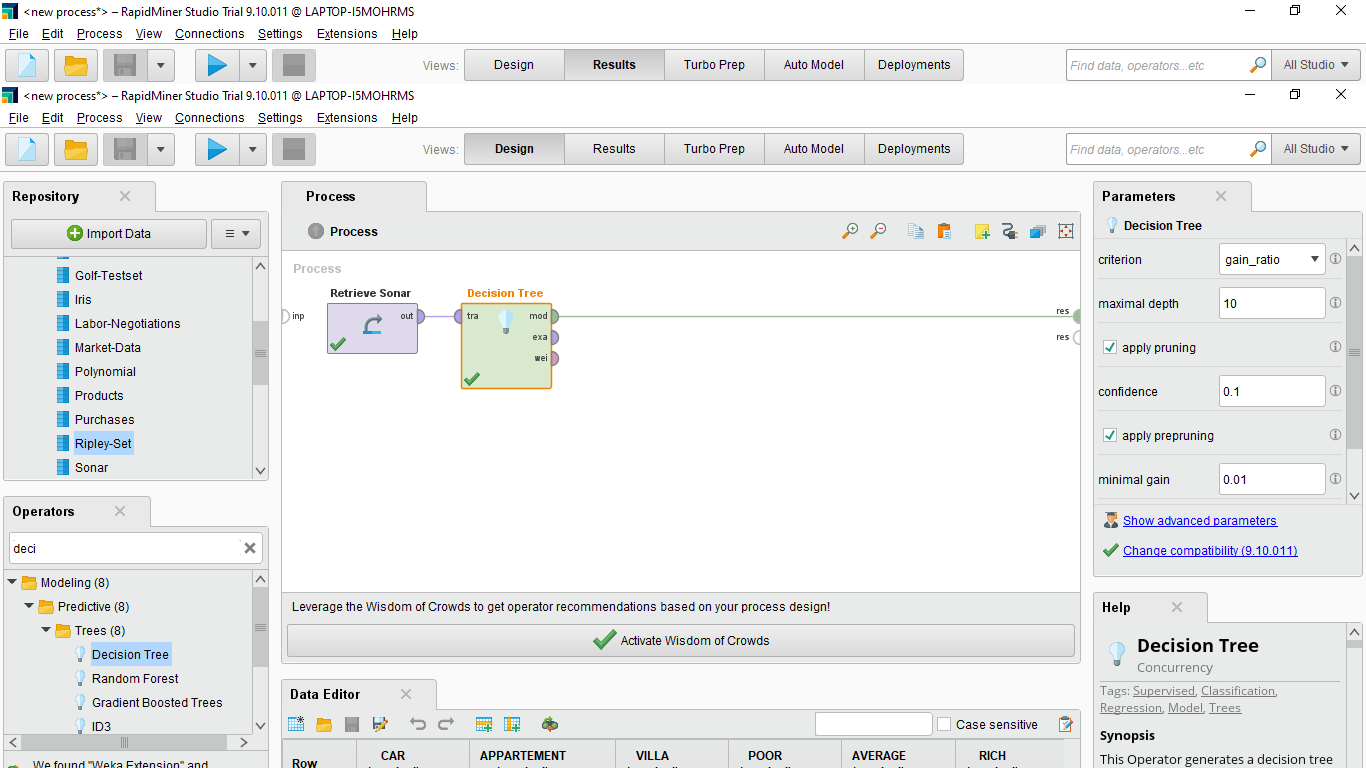 <new process*> – RapidMiner Studio Trial 9.10.011 @ LAPTOP-I5MOHRMS
File Edit Process View Connections Settings Extensions Help
Views: Design Results Turbo Prep Auto Model Deployments Find data, operators...etc All Studio
<new process*> – RapidMiner Studio Trial 9.10.011 @ LAPTOP-I5MOHRMS
File Edit Process View Connections Settings Extensions Help
Views: Design Results Turbo Prep Auto Model Deployments Find data, operators...etc All Studio
Repository
Import Data
Golf-Testset
Iris
Labor-Negotiations
Market-Data
Polynomial
Products
Purchases
Ripley-Set
Sonar
Operators
deci
Modeling (8)
Predictive (8)
Trees (8)
Decision Tree
Random Forest
Gradient Boosted Trees
ID3
We found "Weka Extension" and
Process
Process
Process
Retrieve Sonar
Decision Tree
inp
out
tra
mod
exa
wei
res
res
Leverage the Wisdom of Crowds to get operator recommendations based on your process design!
Activate Wisdom of Crowds
Data Editor
Case sensitive
Row CAR APPARTEMENT VILLA POOR AVERAGE RICH
Parameters
Decision Tree
criterion gain_ratio
maximal depth 10
apply pruning
confidence 0.1
apply prepruning
minimal gain 0.01
Show advanced parameters
Change compatibility (9.10.011)
Help
Decision Tree
Concurrency
Tags: Supervised, Classification,
Regression, Model, Trees
Synopsis
This Operator generates a decision tree